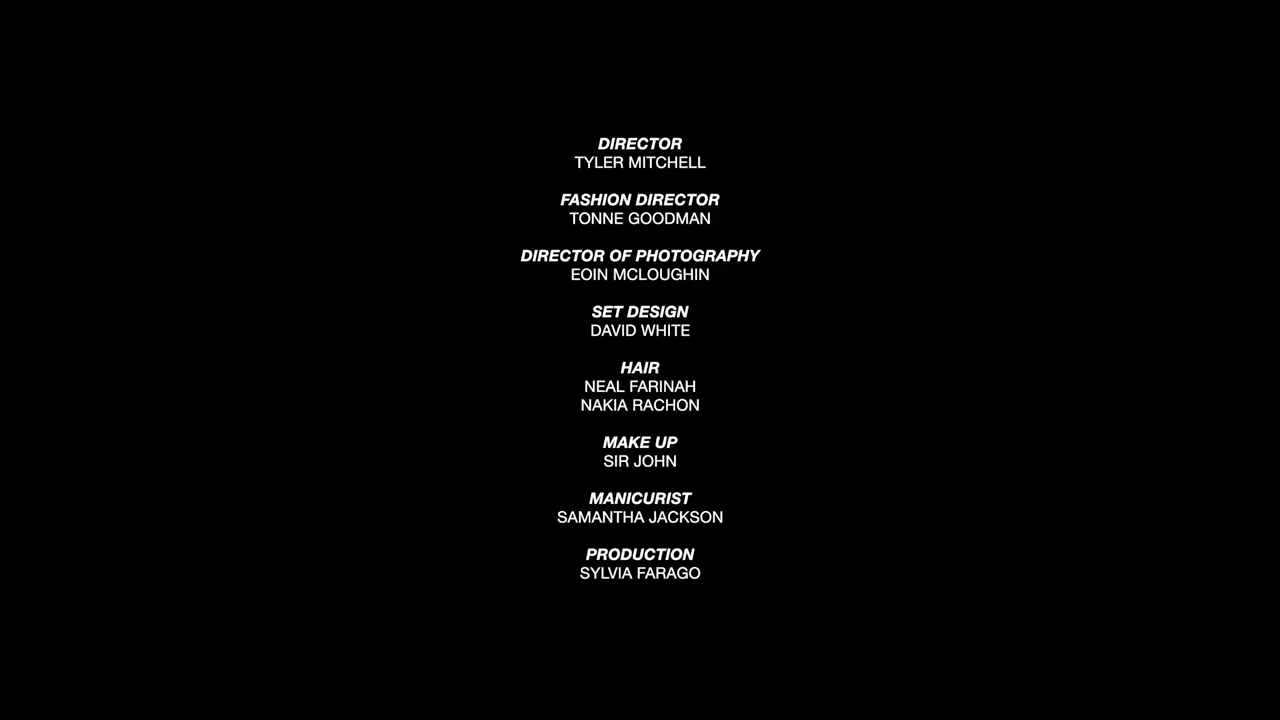 DIRECTOR
TYLER MITCHELL
FASHION DIRECTOR
TONNE GOODMAN
DIRECTOR OF PHOTOGRAPHY
EOIN MCLOUGHIN
SET DESIGN
DAVID WHITE
HAIR
NEAL FARINAH
NAKIA RACHON
MAKE UP
SIR JOHN
MANICURIST
SAMANTHA JACKSON
PRODUCTION
SYLVIA FARAGO